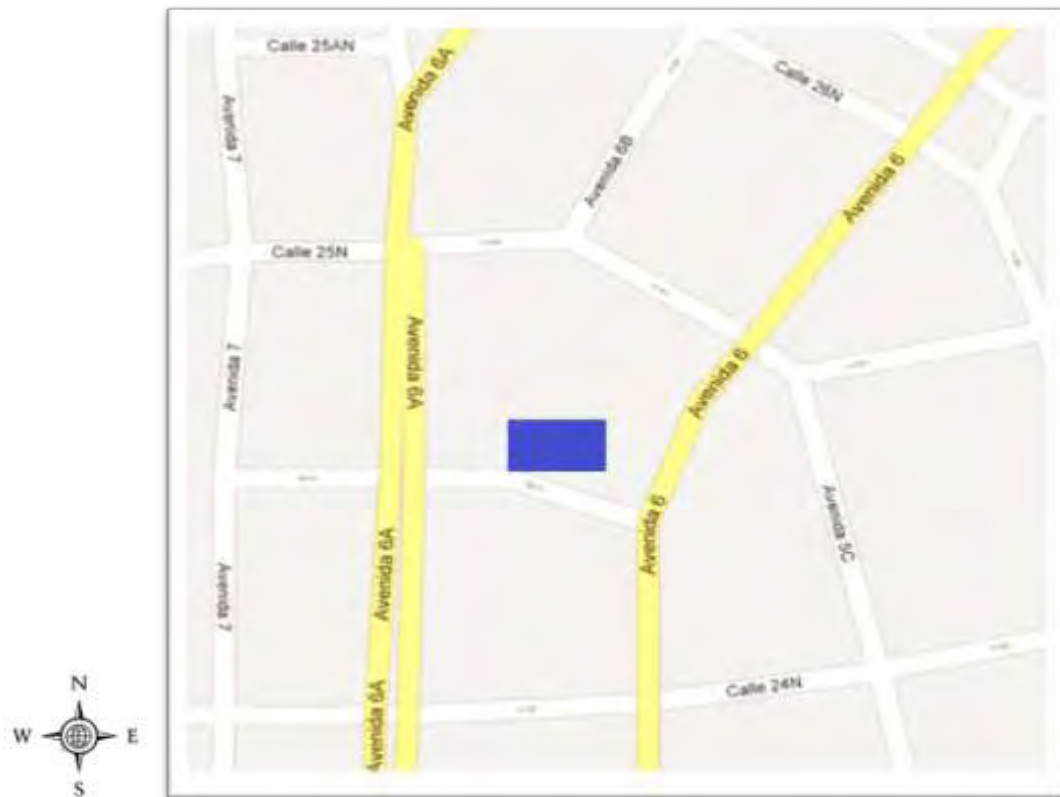 Calle 25AN
Avenida 6A
Calle 26N
Avenida 7
Avenida 6B
Avenida 6
Calle 25N
Avenida 7
Avenida 6A
Avenida 6
Avenida 6
Avenida 5C
Avenida 6A
Avenida 7
Calle 24N
Avenida 6A
N
W
E
S